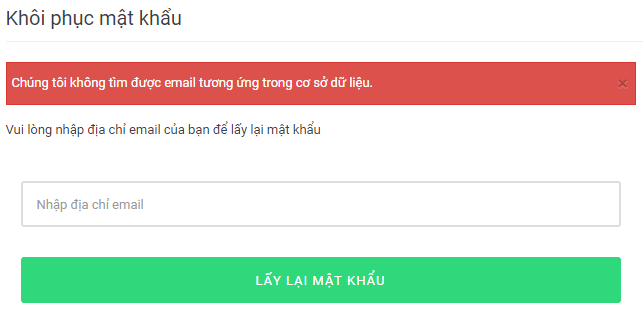 Khôi phục mật khẩu
Chúng tôi không tìm được email tương ứng trong cơ sở dữ liệu.
×
Vui lòng nhập địa chỉ email của bạn để lấy lại mật khẩu
Nhập địa chỉ email
LẤY LẠI MẬT KHẨU